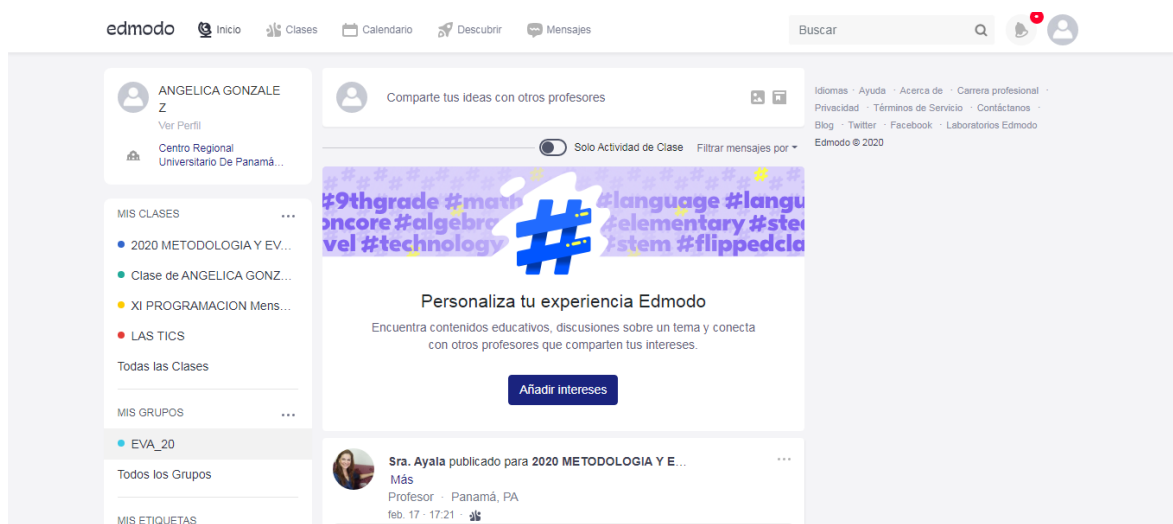 edmodo Inicio Clases Calendario Descubrir Mensajes Buscar
ANGELICA GONZALE
Z
Ver Perfil
Centro Regional
Universitario De Panamá...
MIS CLASES
2020 METODOLOGIA Y EV...
Clase de ANGELICA GONZ...
XI PROGRAMACION Mens...
LAS TICS
Todas las Clases
MIS GRUPOS
EVA_20
Todos los Grupos
MIS ETIQUETAS
Comparte tus ideas con otros profesores
Solo Actividad de Clase Filtrar mensajes por
#9thgrade #math #language #langu
oncore #algebra #elementary #stee
vel #technology #stem #flippedcla
Personaliza tu experiencia Edmodo
Encuentra contenidos educativos, discusiones sobre un tema y conecta
con otros profesores que comparten tus intereses.
Añadir intereses
Sra. Ayala publicado para 2020 METODOLOGIA Y E...
Más
Profesor · Panamá, PA
feb. 17 · 17:21 ·
Idiomas · Ayuda · Acerca de · Carrera profesional ·
Privacidad · Términos de Servicio · Contáctanos ·
Blog · Twitter · Facebook · Laboratorios Edmodo
Edmodo © 2020